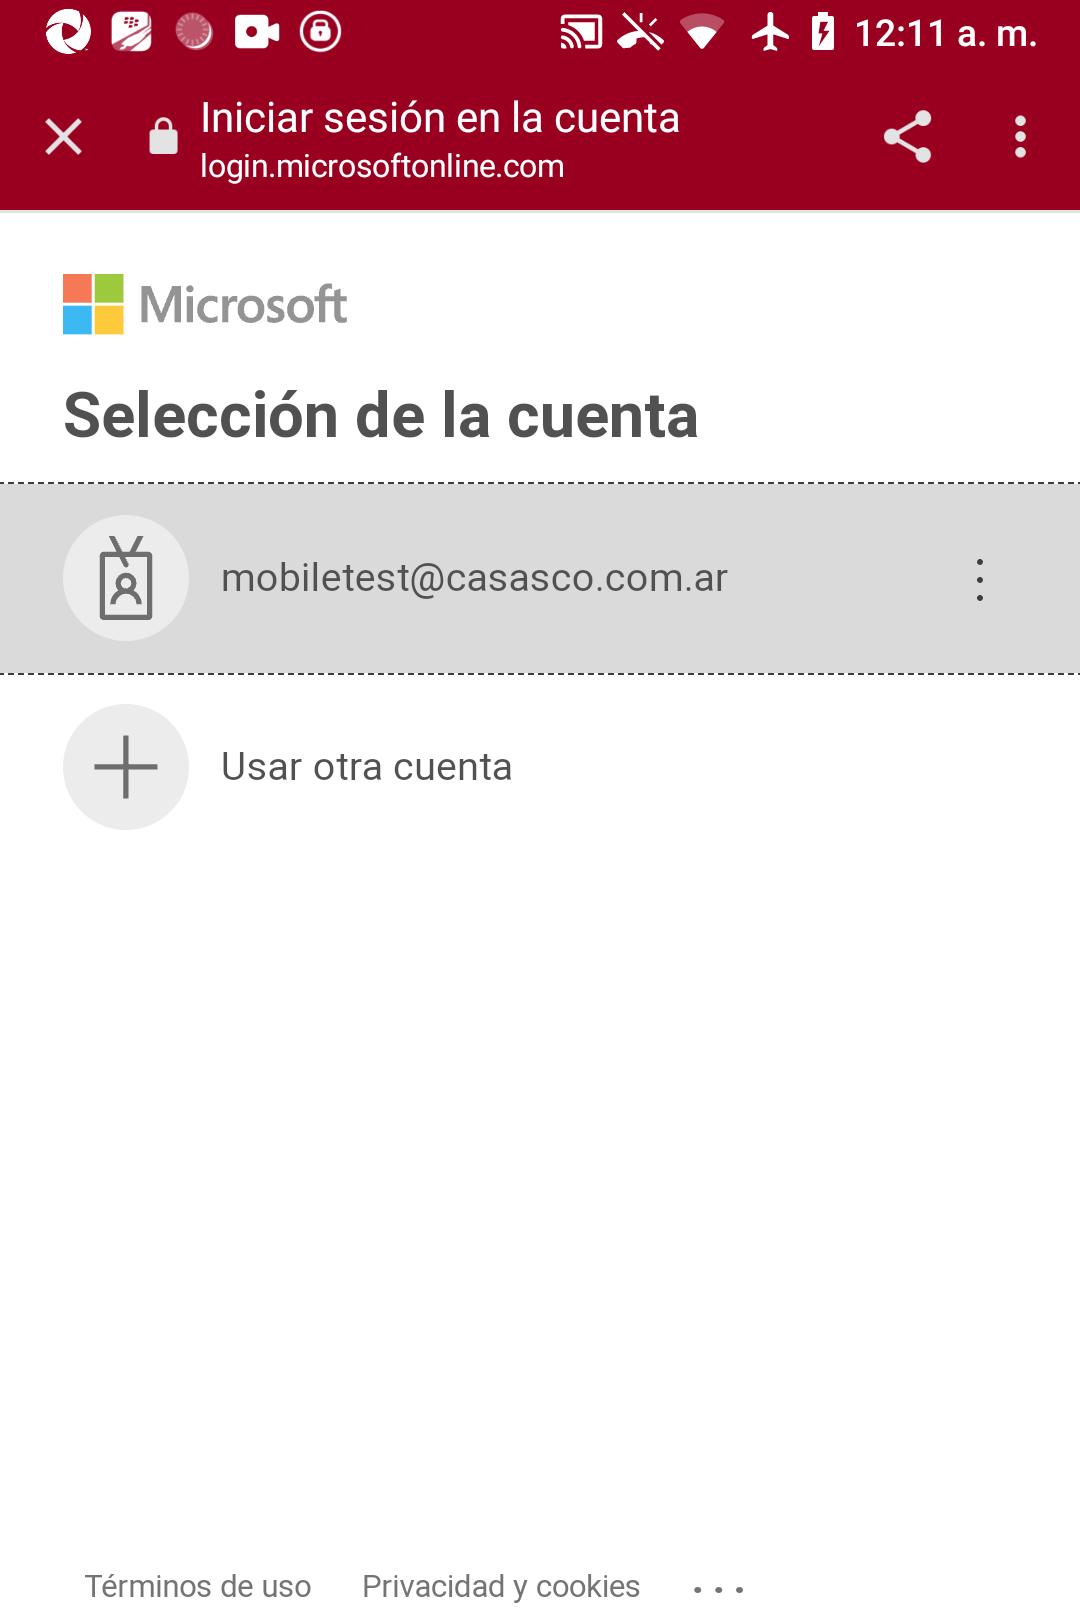 12:11 a. m.
Iniciar sesión en la cuenta
login.microsoftonline.com
Microsoft
Selección de la cuenta
mobiletest@casasco.com.ar
Usar otra cuenta
Términos de uso Privacidad y cookies ...